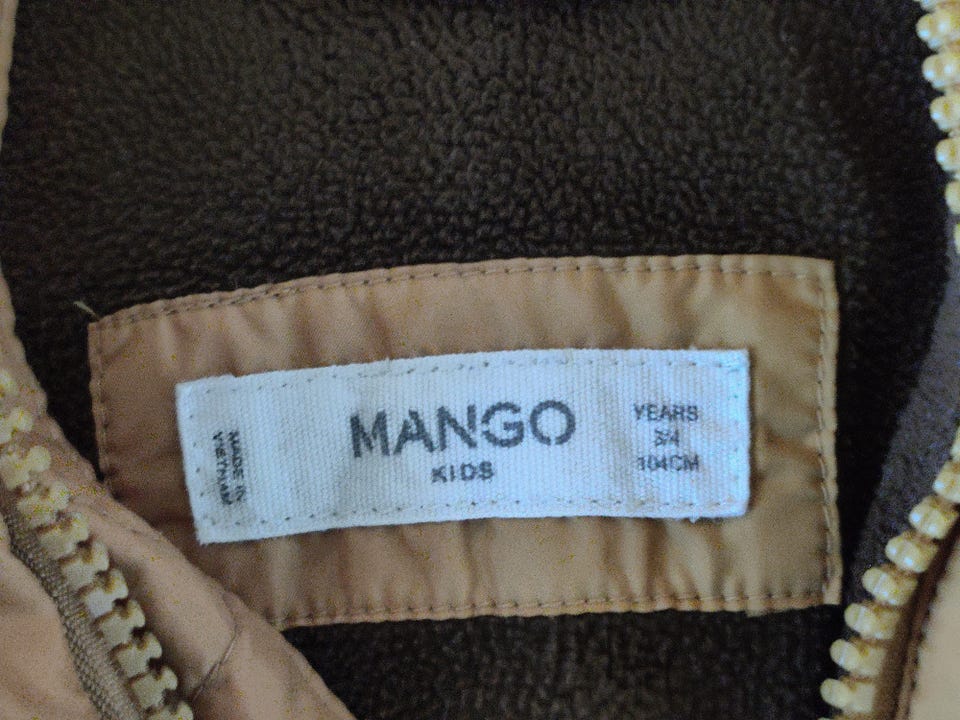 MANGO
KIDS
YEARS
3/4
104CM
MADE IN
VIETNAM